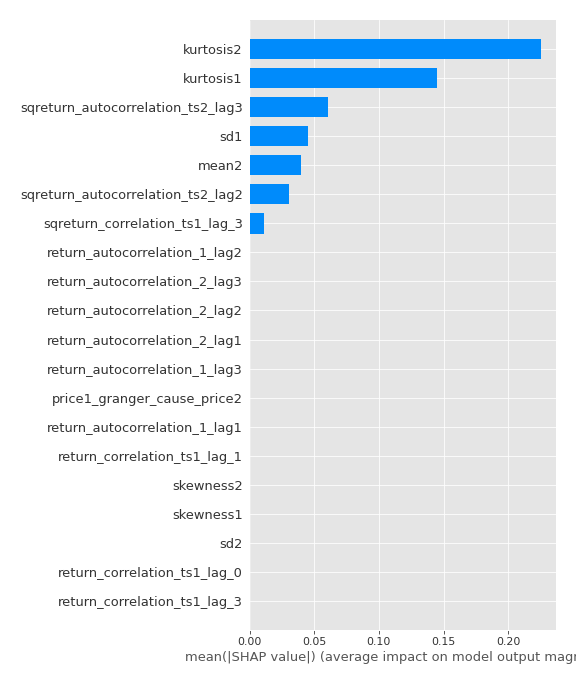 kurtosis2
kurtosis1
sqreturn_autocorrelation_ts2_lag3
sd1
mean2
sqreturn_autocorrelation_ts2_lag2
sqreturn_correlation_ts1_lag_3
return_autocorrelation_1_lag2
return_autocorrelation_2_lag3
return_autocorrelation_2_lag2
return_autocorrelation_2_lag1
return_autocorrelation_1_lag3
price1_granger_cause_price2
return_autocorrelation_1_lag1
return_correlation_ts1_lag_1
skewness2
skewness1
sd2
return_correlation_ts1_lag_0
return_correlation_ts1_lag_3
0.00 0.05 0.10 0.15 0.20
mean(|SHAP value|) (average impact on model output magn